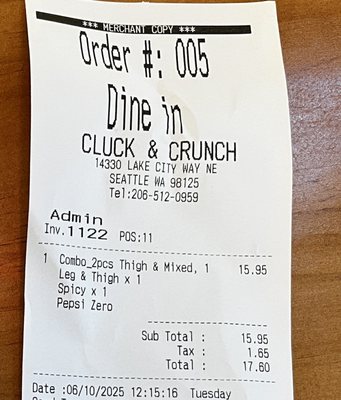 *** MERCHANT COPY ***
Order #: 005
Dine in
CLUCK & CRUNCH
14330 LAKE CITY WAY NE
SEATTLE WA 98125
Tel:206-512-0959
Admin
Inv.1122 POS:11
1 Combo_2pcs Thigh & Mixed, 1 15.95
Leg & Thigh x 1
Spicy x 1
Pepsi Zero
Sub Total : 15.95
Tax : 1.65
Total : 17.60
Date :06/10/2025 12:15:16 Tuesday